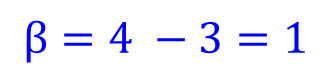 β = 4 − 3 = 1